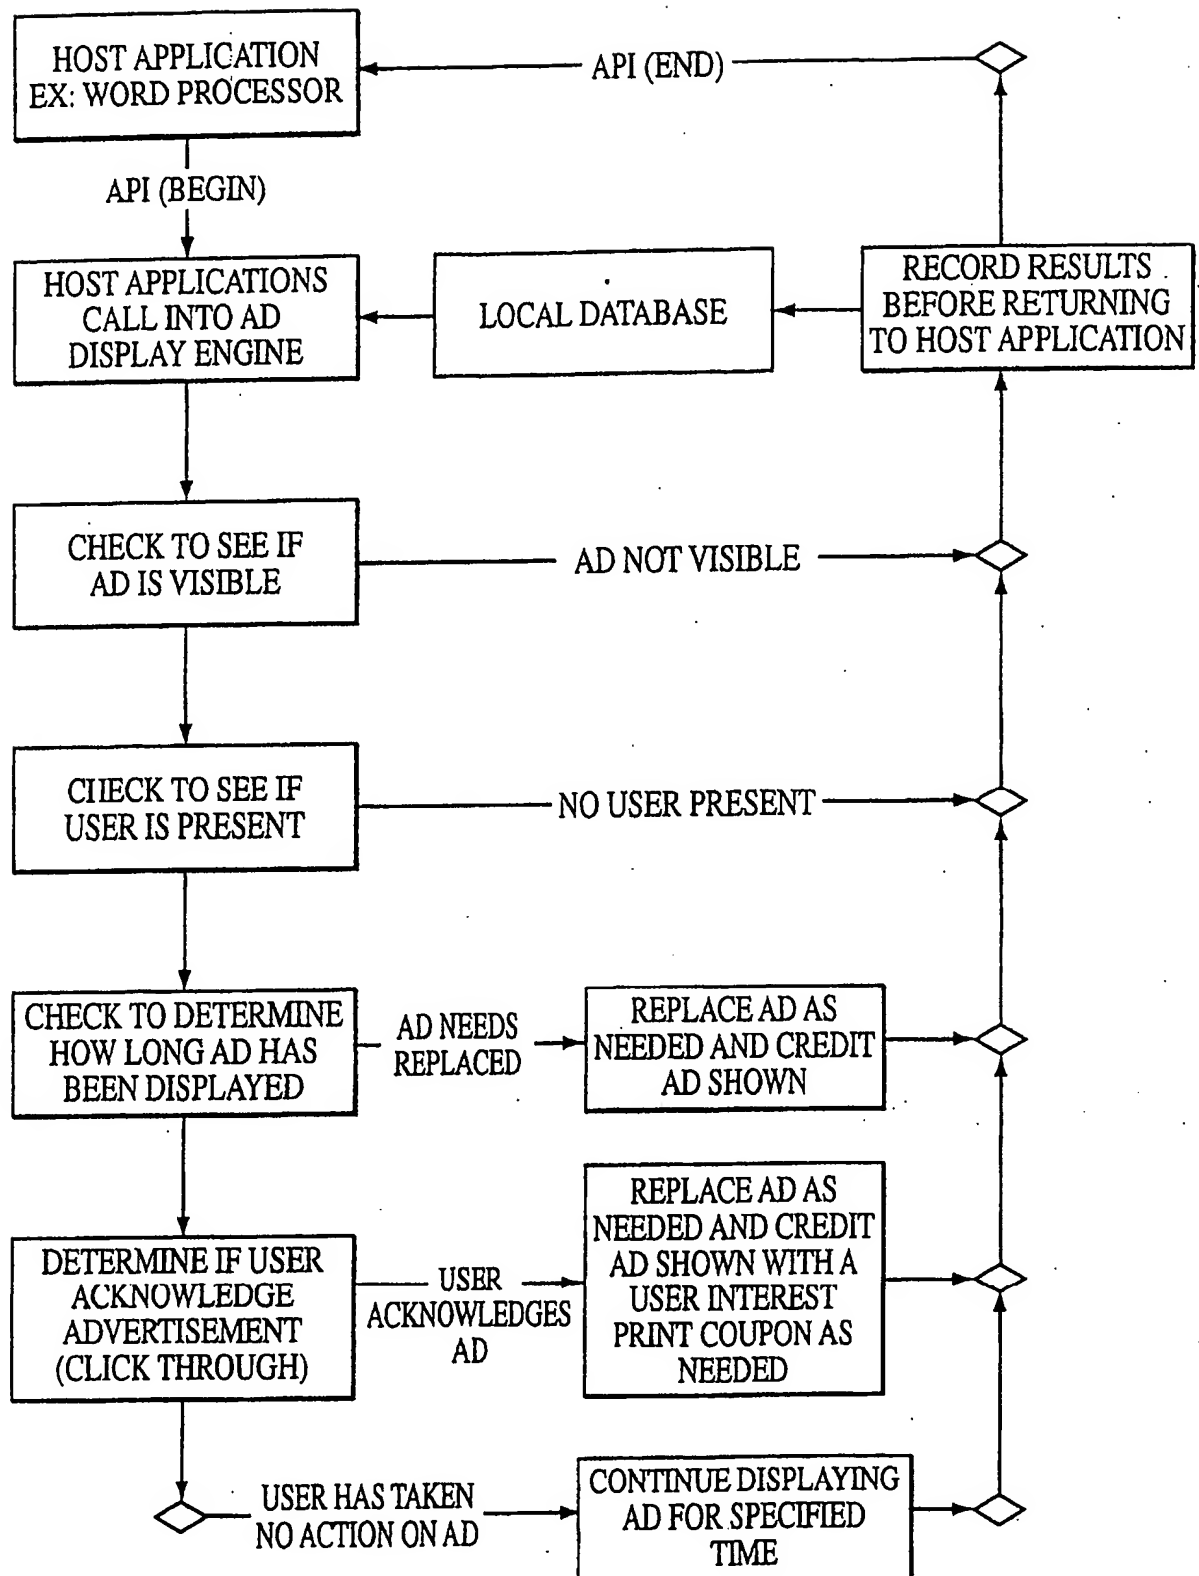 HOST APPLICATION
EX: WORD PROCESSOR
API (END)
API (BEGIN)
HOST APPLICATIONS
CALL INTO AD
DISPLAY ENGINE
LOCAL DATABASE
RECORD RESULTS
BEFORE RETURNING
TO HOST APPLICATION
CHECK TO SEE IF
AD IS VISIBLE
AD NOT VISIBLE
CHECK TO SEE IF
USER IS PRESENT
NO USER PRESENT
CHECK TO DETERMINE
HOW LONG AD HAS
BEEN DISPLAYED
AD NEEDS
REPLACED
REPLACE AD AS
NEEDED AND CREDIT
AD SHOWN
DETERMINE IF USER
ACKNOWLEDGE
ADVERTISEMENT
(CLICK THROUGH)
USER
ACKNOWLEDGES
AD
REPLACE AD AS
NEEDED AND CREDIT
AD SHOWN WITH A
USER INTEREST
PRINT COUPON AS
NEEDED
USER HAS TAKEN
NO ACTION ON AD
CONTINUE DISPLAYING
AD FOR SPECIFIED
TIME